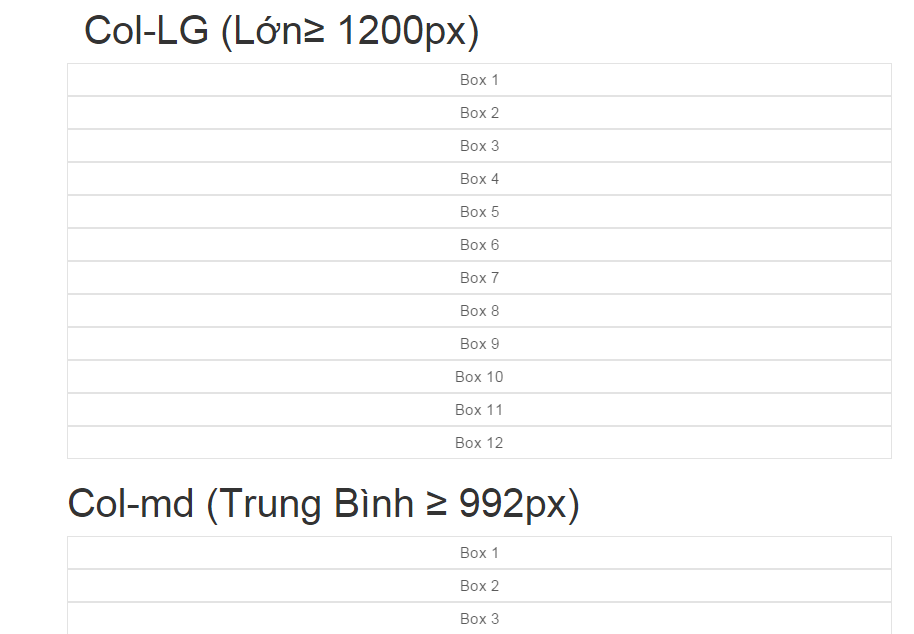 Col-LG (Lớn≥ 1200px)
Box 1
Box 2
Box 3
Box 4
Box 5
Box 6
Box 7
Box 8
Box 9
Box 10
Box 11
Box 12
Col-md (Trung Bình ≥ 992px)
Box 1
Box 2
Box 3